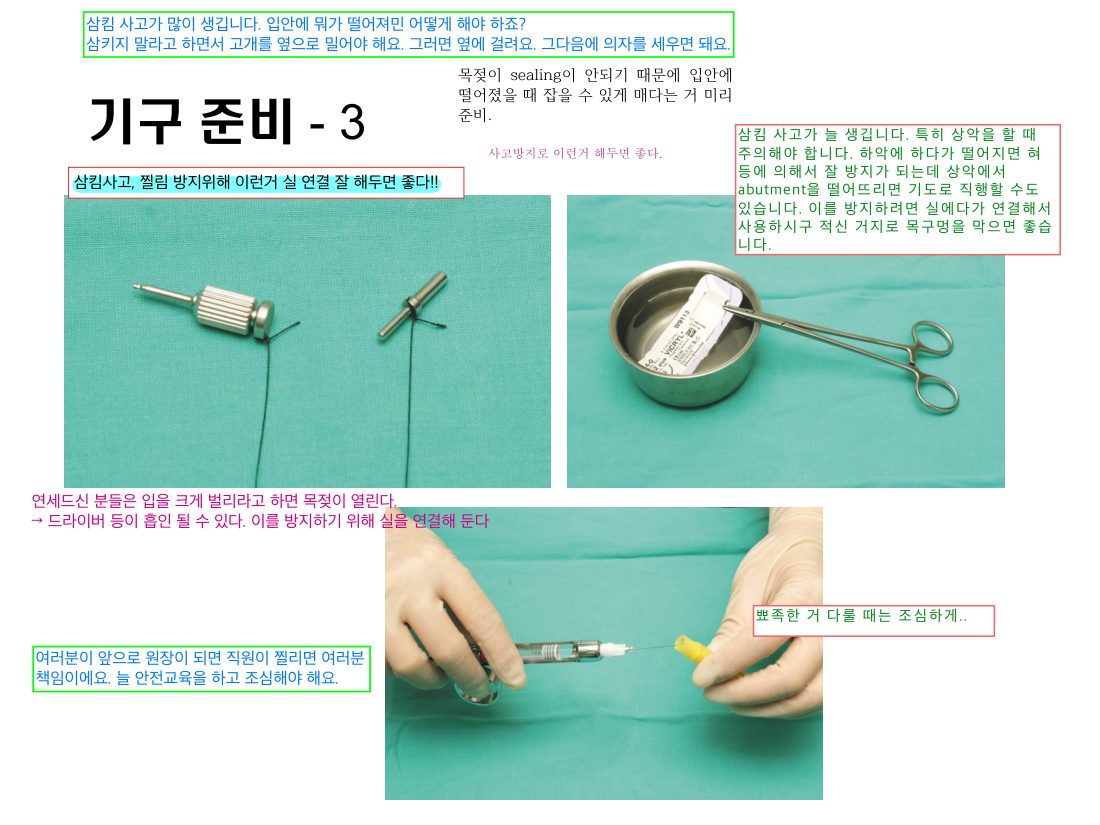 삼킴 사고가 많이 생깁니다. 입안에 뭐가 떨어져민 어떻게 해야 하죠?
삼키지 말라고 하면서 고개를 옆으로 밀어야 해요. 그러면 옆에 걸려요. 그다음에 의자를 세우면 돼요.
목젖이 sealing이 안되기 때문에 입안에
떨어졌을 때 잡을 수 있게 매다는 거 미리
준비.
기구 준비 - 3
사고방지로 이런거 해두면 좋다.
삼킴사고, 찔림 방지위해 이런거 실 연결 잘 해두면 좋다!!
삼킴 사고가 늘 생깁니다. 특히 상악을 할 때
주의해야 합니다. 하악에 하다가 떨어지면 혀
등에 의해서 잘 방지가 되는데 상악에서
abutment을 떨어뜨리면 기도로 직행할 수도
있습니다. 이를 방지하려면 실에다가 연결해서
사용하시구 적신 거지로 목구멍을 막으면 좋습
니다.
W9113
VICRYL
4-0
연세드신 분들은 입을 크게 벌리라고 하면 목젖이 열린다.
→ 드라이버 등이 흡인 될 수 있다. 이를 방지하기 위해 실을 연결해 둔다
뾰족한 거 다룰 때는 조심하게..
여러분이 앞으로 원장이 되면 직원이 찔리면 여러분
책임이에요. 늘 안전교육을 하고 조심해야 해요.